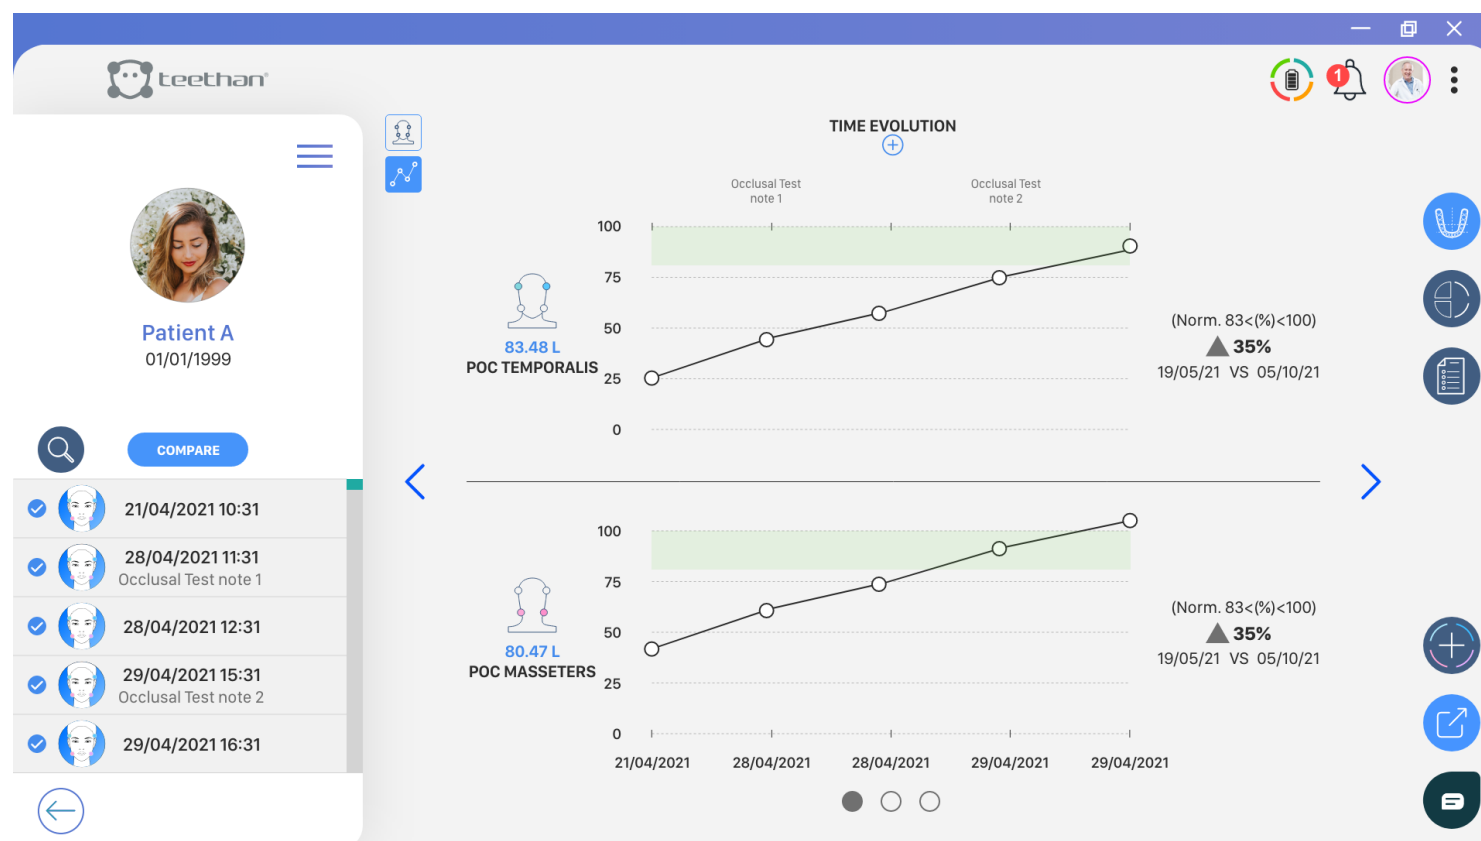 teethan®
1
TIME EVOLUTION
Patient A
01/01/1999
COMPARE
21/04/2021 10:31
28/04/2021 11:31
Occlusal Test note 1
28/04/2021 12:31
29/04/2021 15:31
Occlusal Test note 2
29/04/2021 16:31
Occlusal Test
note 1
Occlusal Test
note 2
100
75
50
25
0
83.48 L
POC TEMPORALIS
(Norm. 83<(%)<100)
35%
19/05/21 VS 05/10/21
100
75
50
25
0
80.47 L
POC MASSETERS
(Norm. 83<(%)<100)
35%
19/05/21 VS 05/10/21
21/04/2021 28/04/2021 28/04/2021 29/04/2021 29/04/2021